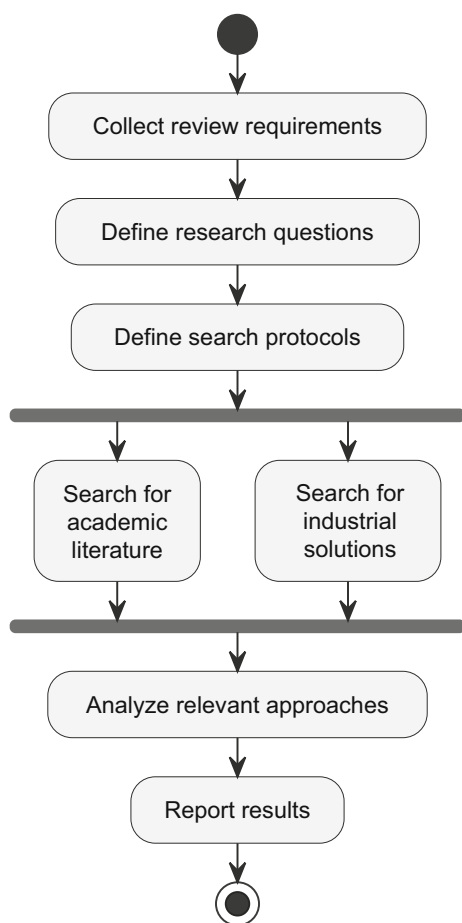 Collect review requirements
Define research questions
Define search protocols
Search for
academic
literature
Search for
industrial
solutions
Analyze relevant approaches
Report results